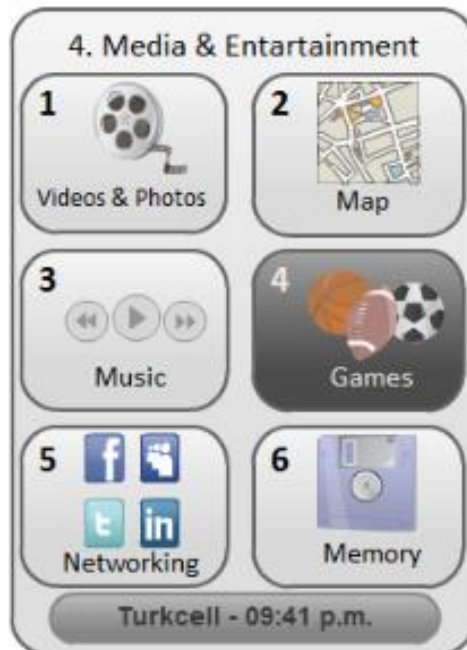 4. Media & Entartainment
1
Videos & Photos
2
Map
3
Music
4
Games
5
f
t
in
Networking
6
Memory
Turkcell - 09:41 p.m.